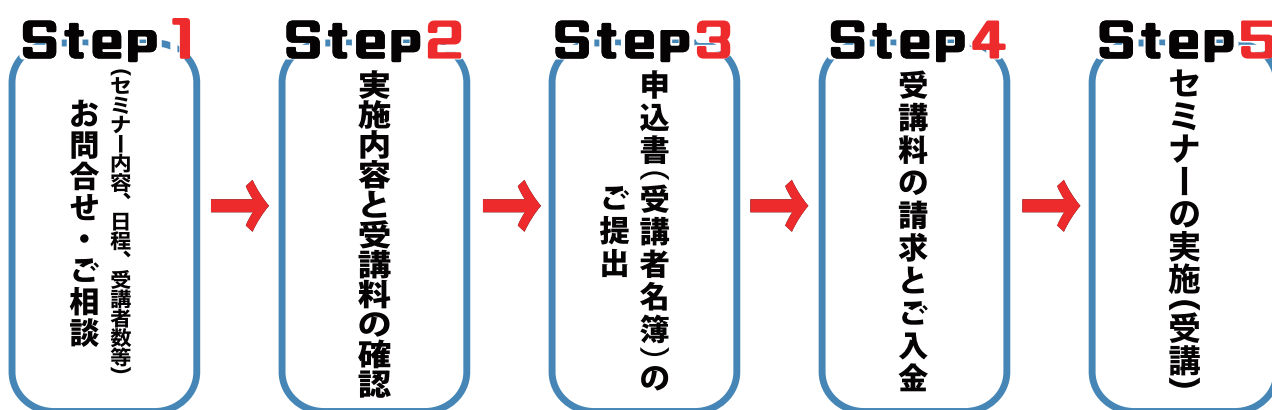 Step1
(セミナー内容、日程、受講者数等)
お問合せ・ご相談
Step2
実施内容と受講料の確認
Step3
申込書(受講者名簿)の
ご提出
Step4
受講料の請求とご入金
Step5
セミナーの実施(受講)